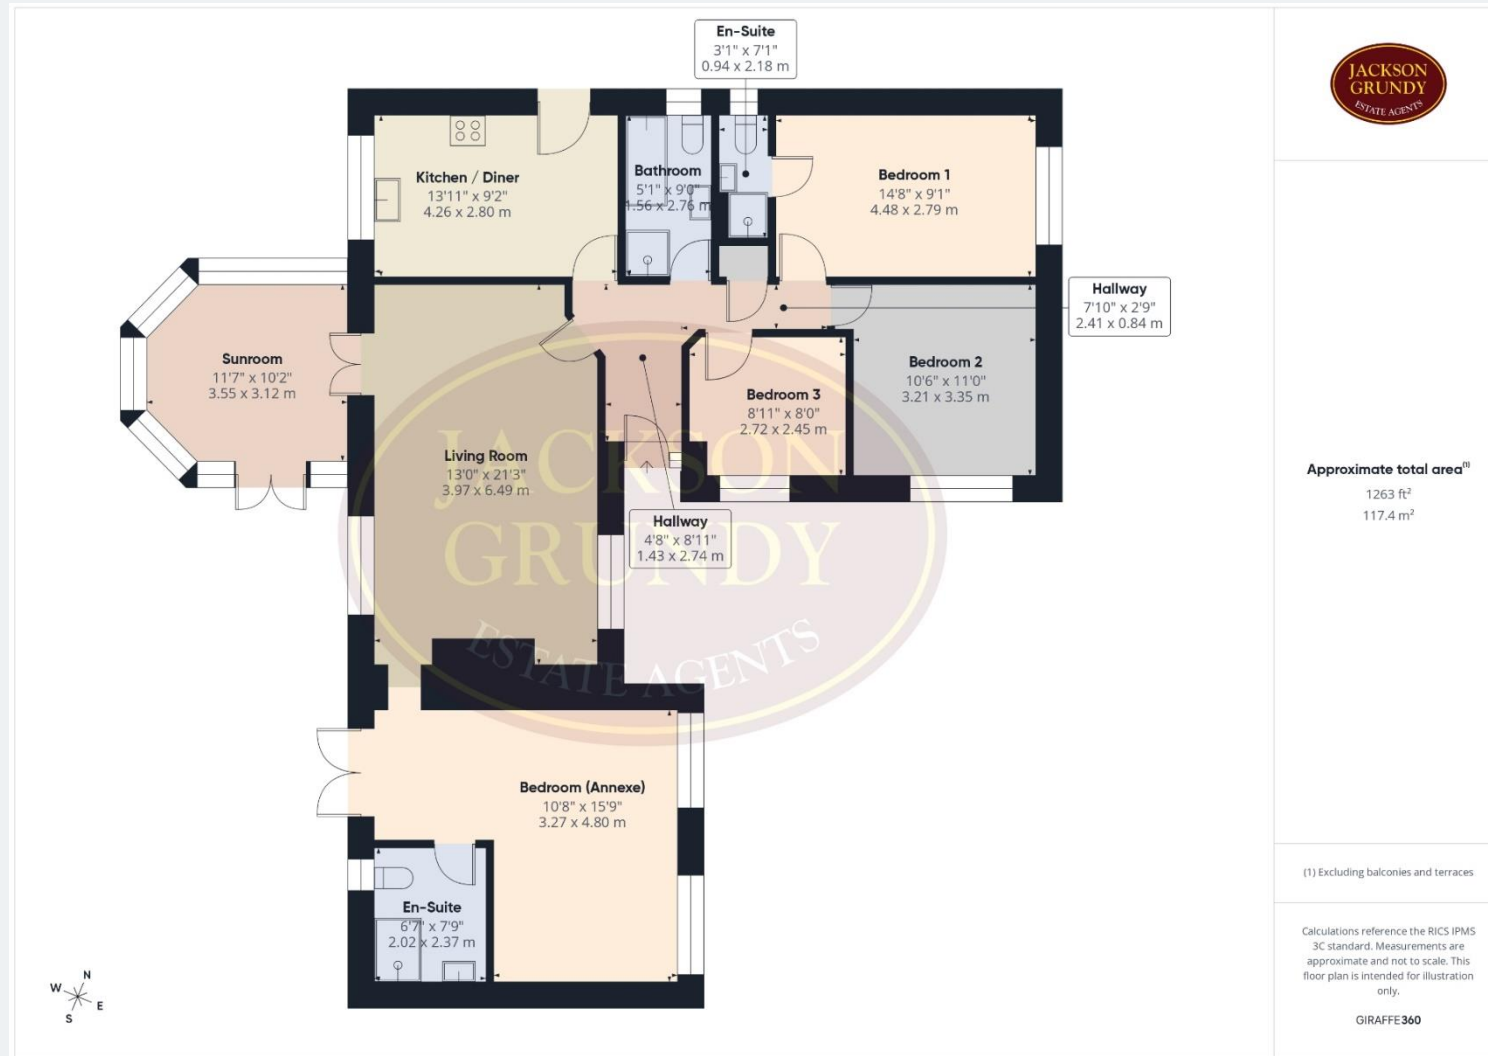 En-Suite
3'1" x 7'1"
0.94 x 2.18 m
JACKSON
GRUNDY
ESTATE AGENTS
Kitchen / Diner
13'11" x 9'2"
4.26 x 2.80 m
Bathroom
5'1" x 9'0"
1.56 x 2.76 m
Bedroom 1
14'8" x 9'1"
4.48 x 2.79 m
Hallway
7'10" x 2'9"
2.41 x 0.84 m
Sunroom
11'7" x 10'2"
3.55 x 3.12 m
Bedroom 2
10'6" x 11'0"
3.21 x 3.35 m
Bedroom 3
8'11" x 8'0"
2.72 x 2.45 m
Living Room
13'0" x 21'3"
3.97 x 6.49 m
JACKSON
GRUNDY
ESTATE AGENTS
Hallway
4'8" x 8'11"
1.43 x 2.74 m
Approximate total area(1)
1263 ft²
117.4 m²
Bedroom (Annexe)
10'8" x 15'9"
3.27 x 4.80 m
En-Suite
6'7" x 7'9"
2.02 x 2.37 m
(1) Excluding balconies and terraces
Calculations reference the RICS IPMS
3C standard. Measurements are
approximate and not to scale. This
floor plan is intended for illustration
only.
GIRAFFE360
N
W
E
S